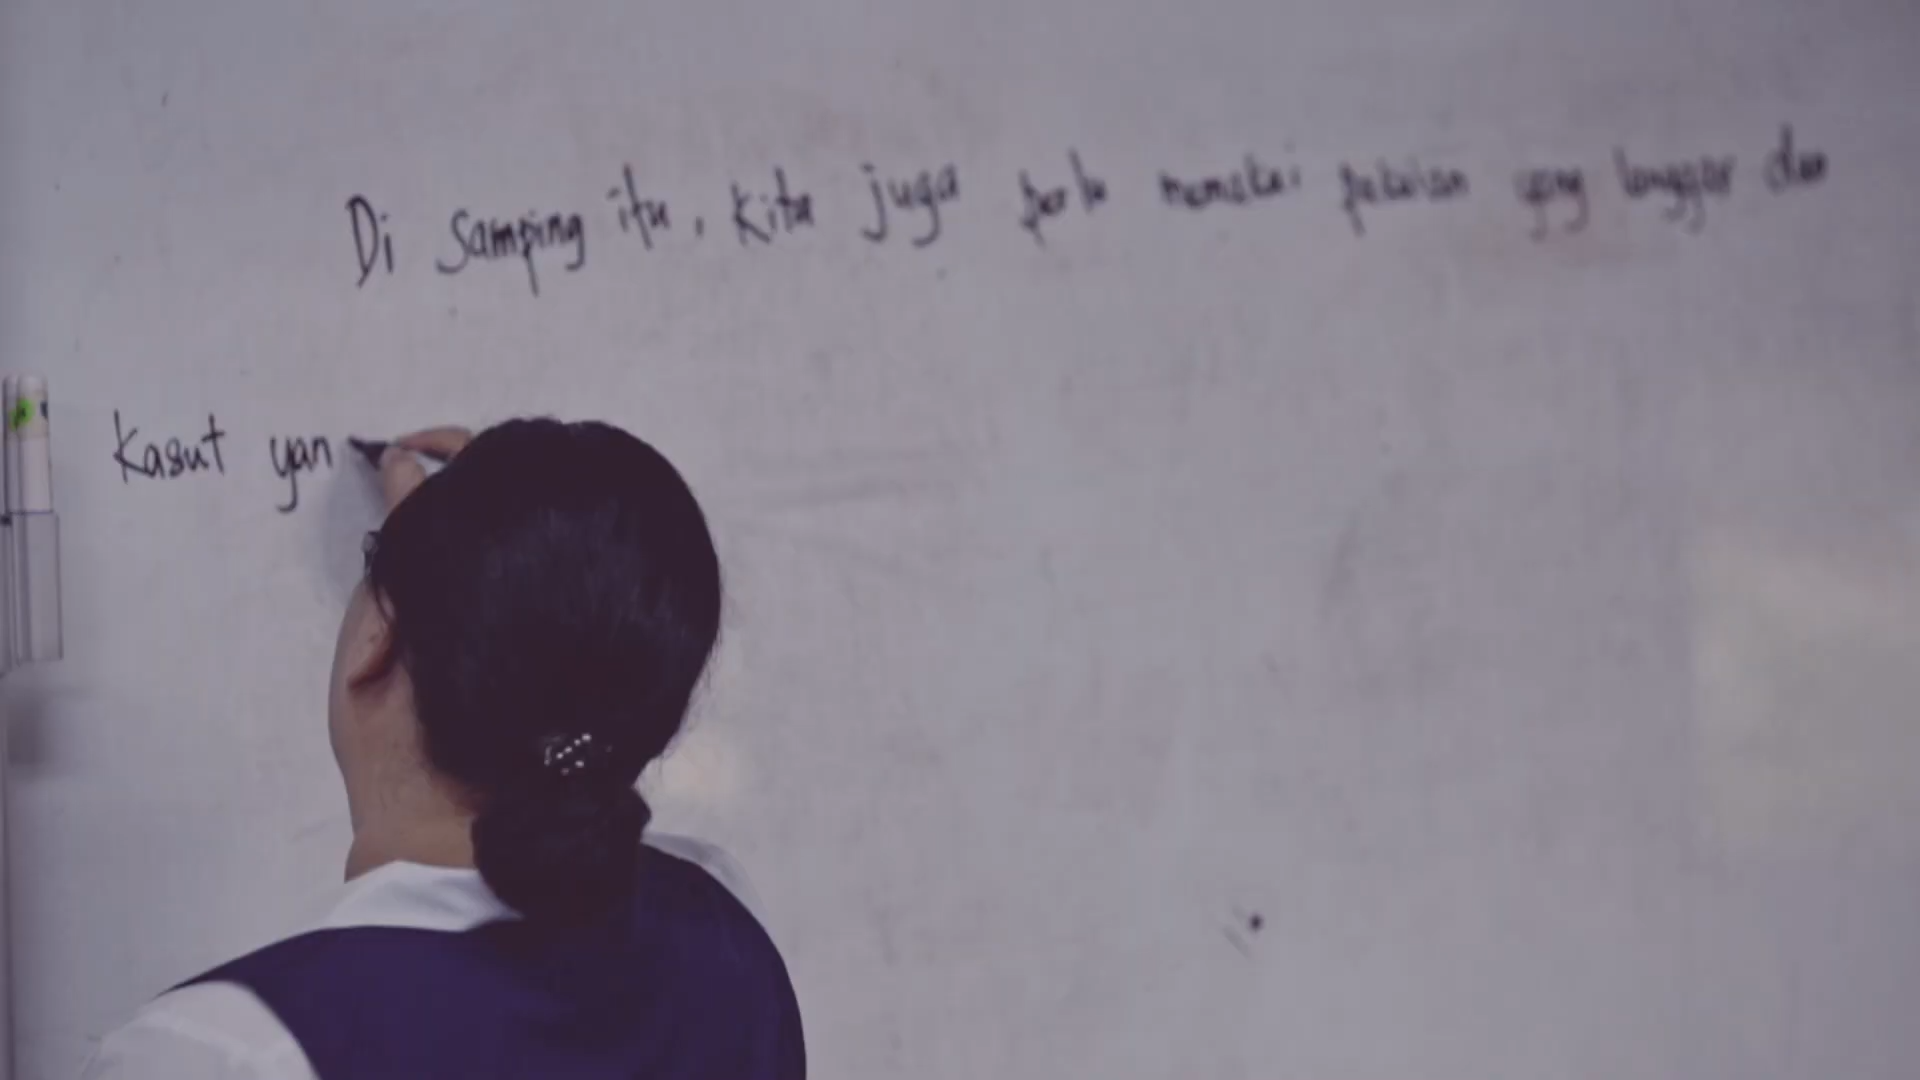 Di samping itu, kita juga perlu memakai pakaian yang longgar dan
Kasut yan